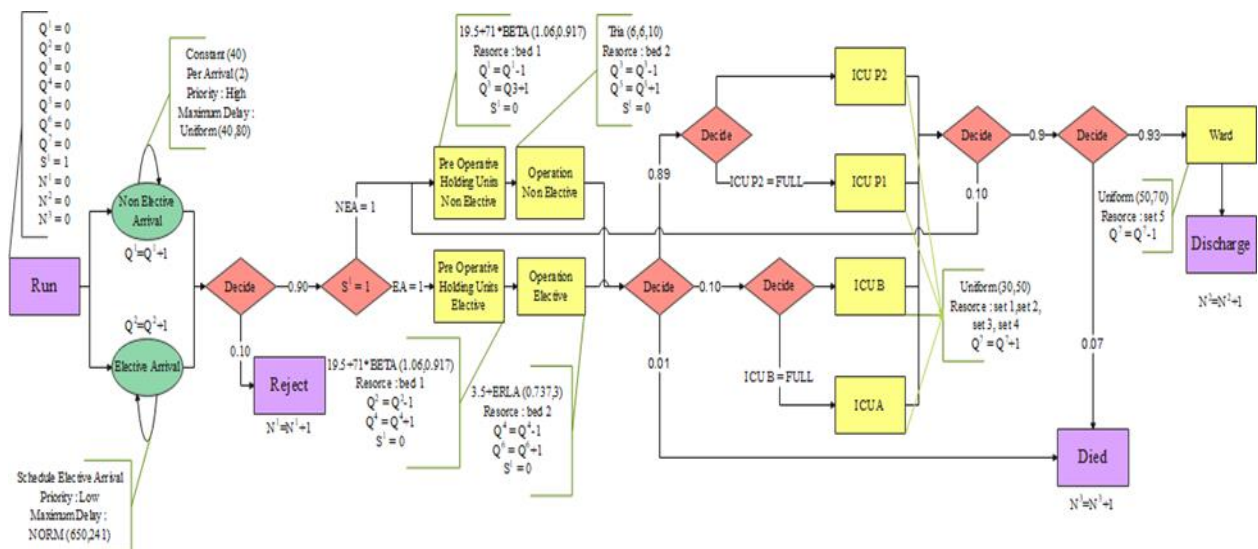 Q¹ = 0
Q² = 0
Q³ = 0
Q⁴ = 0
Q⁵ = 0
Q⁶ = 0
Q⁷ = 0
S¹ = 1
N¹ = 0
N² = 0
N³ = 0
Run
Constant (40)
Per Arrival (2)
Priority : High
Maximum Delay :
Uniform (40,80)
Non Elective
Arrival
Q¹=Q¹+1
Q²=Q²+1
Elective Arrival
Schedule Elective Arrival
Priority : Low
Maximum Delay :
NORM (650,241)
Decide
0.90
0.10
Reject
N¹=N¹+1
S¹ = 1
NEA = 1
EA = 1
19.5+71*BETA (1.06,0.917)
Resorce : bed 1
Q¹ = Q¹-1
Q³ = Q3+1
S¹ = 0
Pre Operative
Holding Units
Non Elective
Tria (6,6,10)
Resorce : bed 2
Q³ = Q³-1
Q⁵ = Q⁵+1
S¹ = 0
Operation
Non Elective
Pre Operative
Holding Units
Elective
19.5+71*BETA (1.06,0.917)
Resorce : bed 1
Q² = Q²-1
Q⁴ = Q⁴+1
S¹ = 0
Operation
Elective
3.5+ERLA (0.737,3)
Resorce : bed 2
Q⁴ = Q⁴-1
Q⁶ = Q⁶+1
S¹ = 0
Decide
0.89
0.10
0.01
Decide
ICU P2 = FULL
ICU P2
ICU P1
Decide
ICU B = FULL
ICU B
ICU A
Uniform (30,50)
Resorce : set 1,set 2,
set 3, set 4
Q⁷ = Q⁷+1
Decide
0.9
0.10
Decide
0.93
0.07
Ward
Uniform (50,70)
Resorce : set 5
Q⁷ = Q⁷-1
Discharge
N²=N²+1
Died
N³=N³+1